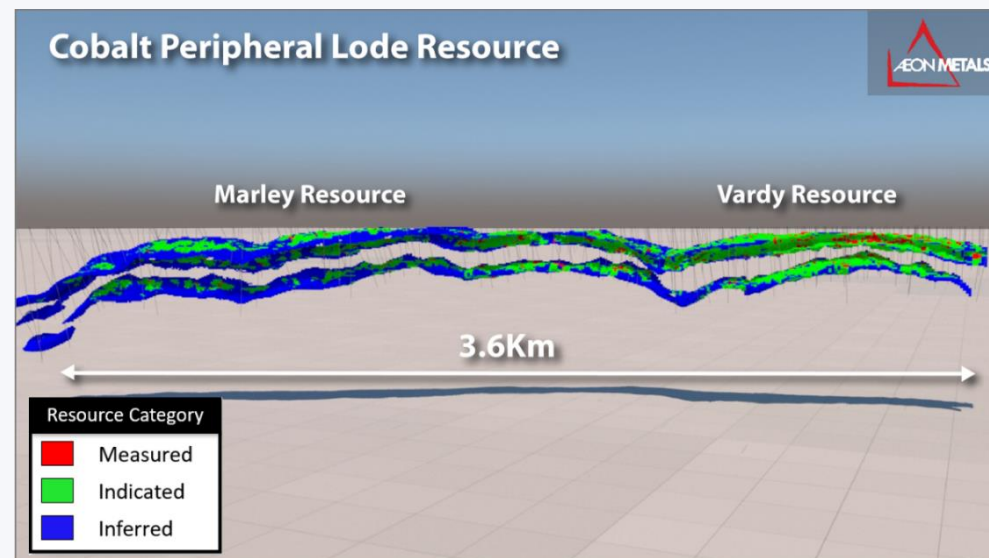 Cobalt Peripheral Lode Resource
ÆON METALS
Marley Resource
Vardy Resource
3.6Km
Resource Category
Measured
Indicated
Inferred